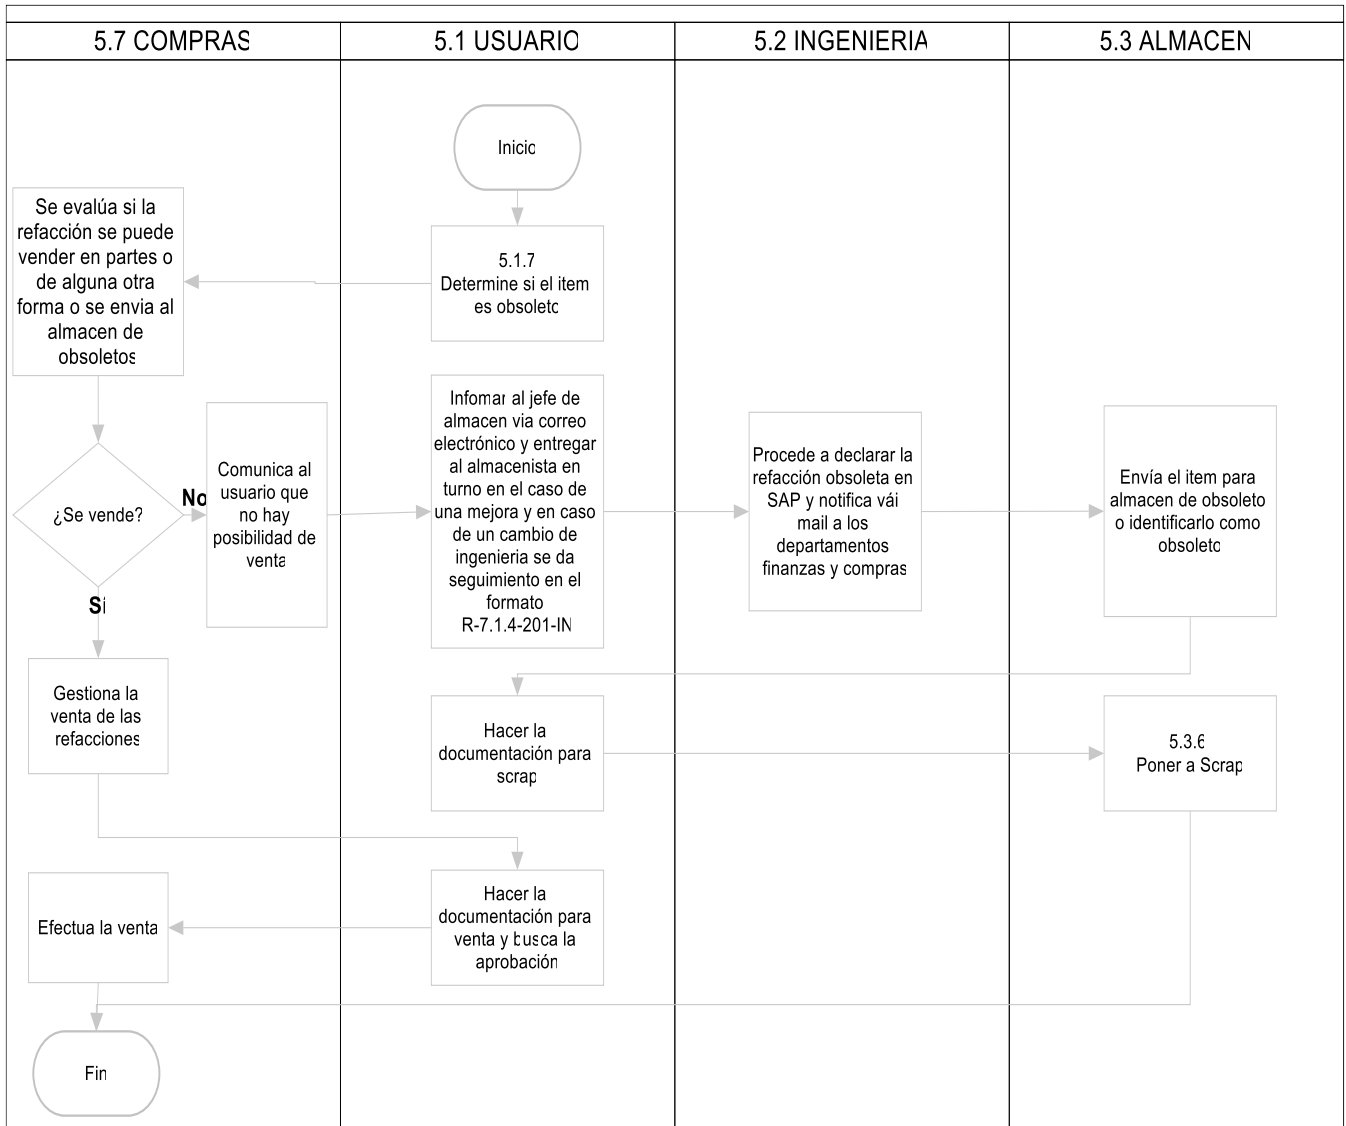 5.7 COMPRAS
5.1 USUARIO
5.2 INGENIERIA
5.3 ALMACEN
Inicio
5.1.7
Determine si el item
es obsoleto
Se evalúa si la
refacción se puede
vender en partes o
de alguna otra
forma o se envia al
almacen de
obsoletos
¿Se vende?
No
Sí
Comunica al
usuario que
no hay
posibilidad de
venta
Infomar al jefe de
almacen via correo
electrónico y entregar
al almacenista en
turno en el caso de
una mejora y en caso
de un cambio de
ingenieria se da
seguimiento en el
formato
R-7.1.4-201-IN
Procede a declarar la
refacción obsoleta en
SAP y notifica vái
mail a los
departamentos
finanzas y compras
Envía el item para
almacen de obsoleto
o identificarlo como
obsoleto
Gestiona la
venta de las
refacciones
Hacer la
documentación para
scrap
5.3.6
Poner a Scrap
Hacer la
documentación para
venta y busca la
aprobación
Efectua la venta
Fin